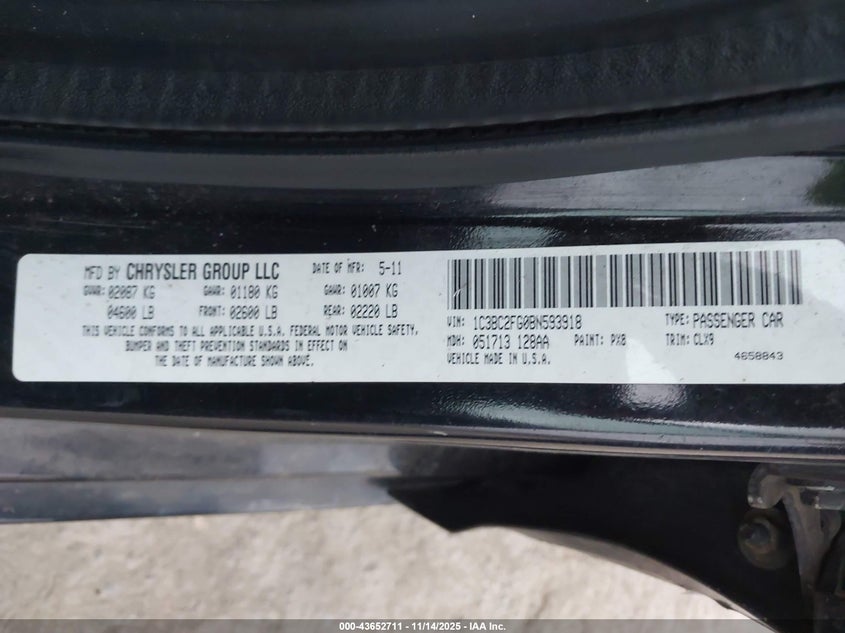 MFD BY CHRYSLER GROUP LLC DATE OF MFR: 5-11
GVWR: 02087 KG GAWR: 01180 KG GAWR: 01007 KG
04600 LB FRONT: 02600 LB REAR: 02220 LB
THIS VEHICLE CONFORMS TO ALL APPLICABLE U.S.A. FEDERAL MOTOR VEHICLE SAFETY,
BUMPER AND THEFT PREVENTION STANDARDS IN EFFECT ON
THE DATE OF MANUFACTURE SHOWN ABOVE.
VIN: 1C3BC2FG0BN593918 TYPE: PASSENGER CAR
MDH: 051713 128AA PAINT: PX8 TRIM: CLX9
VEHICLE MADE IN U.S.A. 4658843
000-43652711 - 11/14/2025 - IAA Inc.